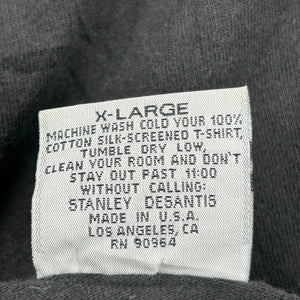 X-LARGE
MACHINE WASH COLD YOUR 100%
COTTON SILK-SCREENED T-SHIRT,
TUMBLE DRY LOW,
CLEAN YOUR ROOM AND DON'T
STAY OUT PAST 11:00
WITHOUT CALLING:
STANLEY DESANTIS
MADE IN U.S.A.
LOS ANGELES, CA
RN 90964